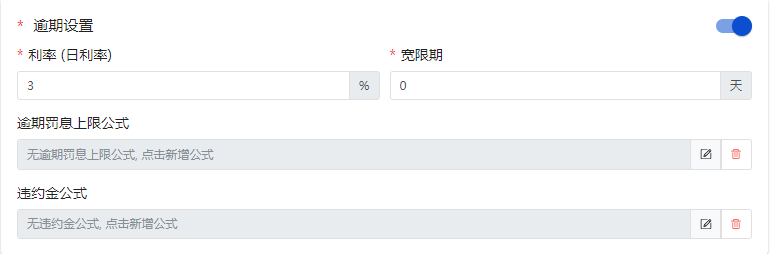 * 逾期设置
* 利率 (日利率)
* 宽限期
3 %
0 天
逾期罚息上限公式
无逾期罚息上限公式, 点击新增公式
违约金公式
无违约金公式, 点击新增公式